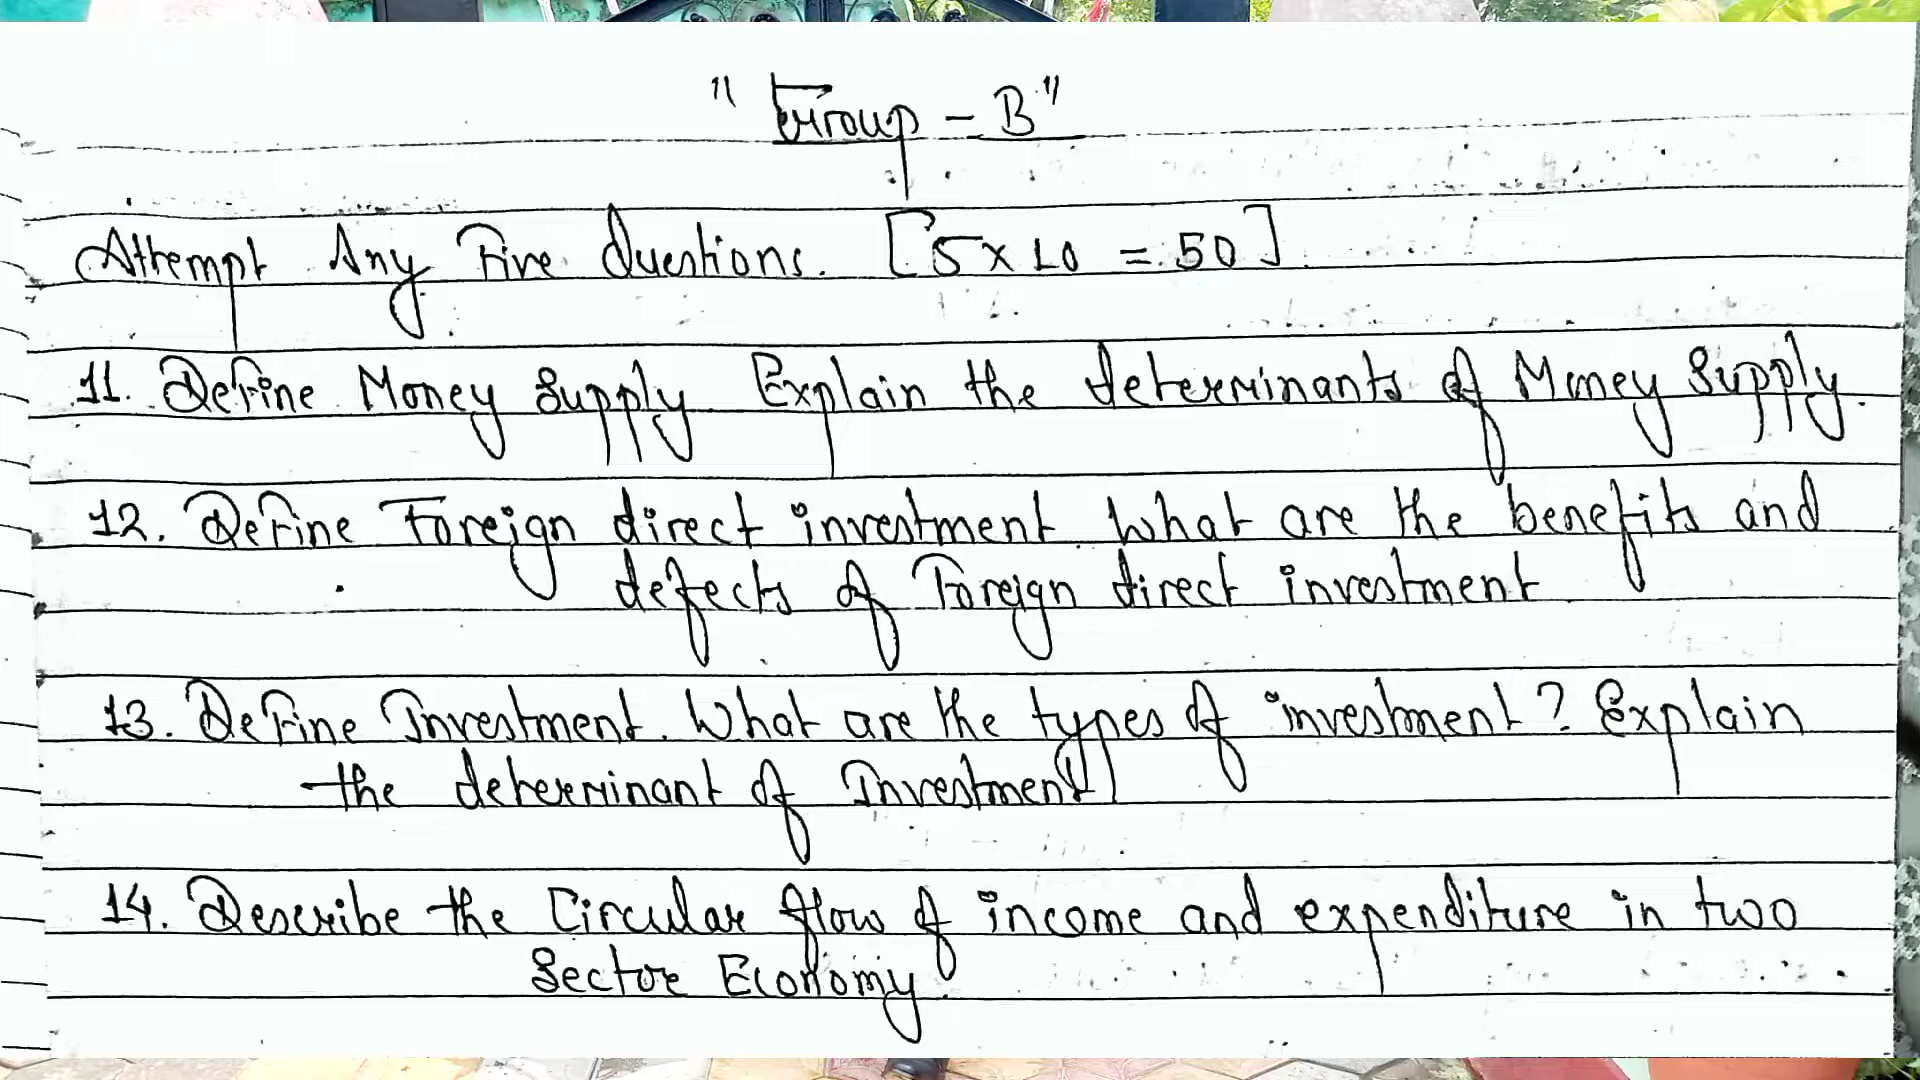 "Group - B"
Attempt Any Five Questions. [5 x 10 = 50]
11. Define Money Supply. Explain the determinants of Money Supply.
12. Define Foreign direct investment. What are the benefits and
defects of Foreign direct investment.
13. Define Investment. What are the types of investment? Explain
the determinant of Investment.
14. Describe the Circular flow of income and expenditure in two
Sector Economy.